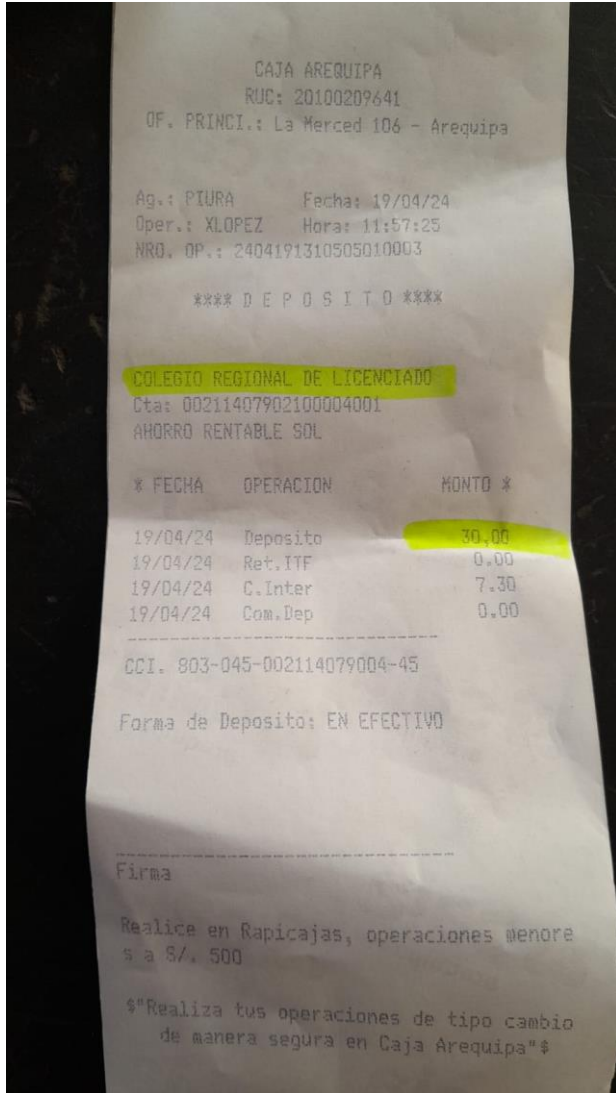 CAJA AREQUIPA
RUC: 20100209641
OF. PRINCI.: La Merced 106 - Arequipa
Ag.: PIURA Fecha: 19/04/24
Oper.: XLOPEZ Hora: 11:57:25
NRO. OP.: 2404191310505010003
**** D E P O S I T O ****
COLEGIO REGIONAL DE LICENCIADO
Cta: 00211407902100004001
AHORRO RENTABLE SOL
* FECHA OPERACION MONTO *
19/04/24 Deposito 30.00
19/04/24 Ret.ITF 0.00
19/04/24 C.Inter 7.30
19/04/24 Com.Dep 0.00
--------------------------------
CCI. 803-045-002114079004-45
Forma de Deposito: EN EFECTIVO
Firma
Realice en Rapicajas, operaciones menore
s a S/. 500
$"Realiza tus operaciones de tipo cambio
de manera segura en Caja Arequipa"$